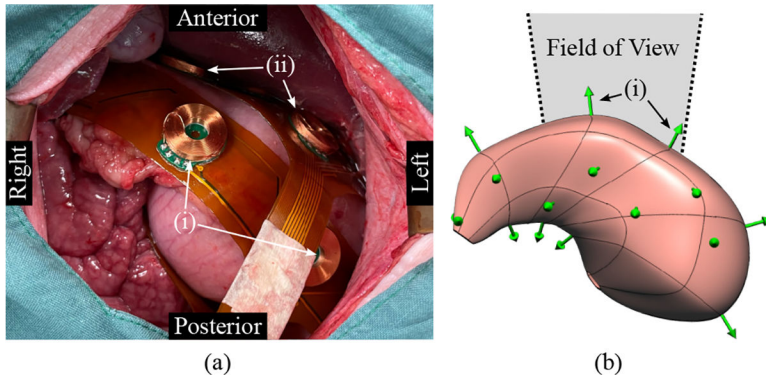 Anterior
(ii)
Right
Left
(i)
Posterior
(a)
Field of View
(i)
(b)